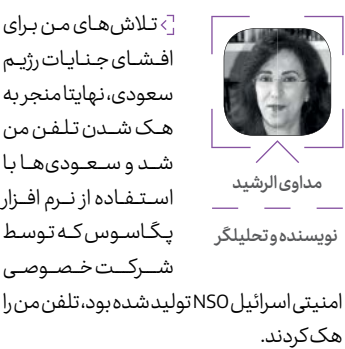 تلاش‌های من برای
افشای جنایات رژیم
سعودی، نهایتا منجر به
هک شدن تلفن من
شد و سعودی‌ها با
استفاده از نرم افزار
پگاسوس که توسط
شرکت خصوصی
امنیتی اسرائیل NSO تولید شده بود، تلفن من را
هک کردند.
مداوی الرشید
نویسنده و تحلیلگر